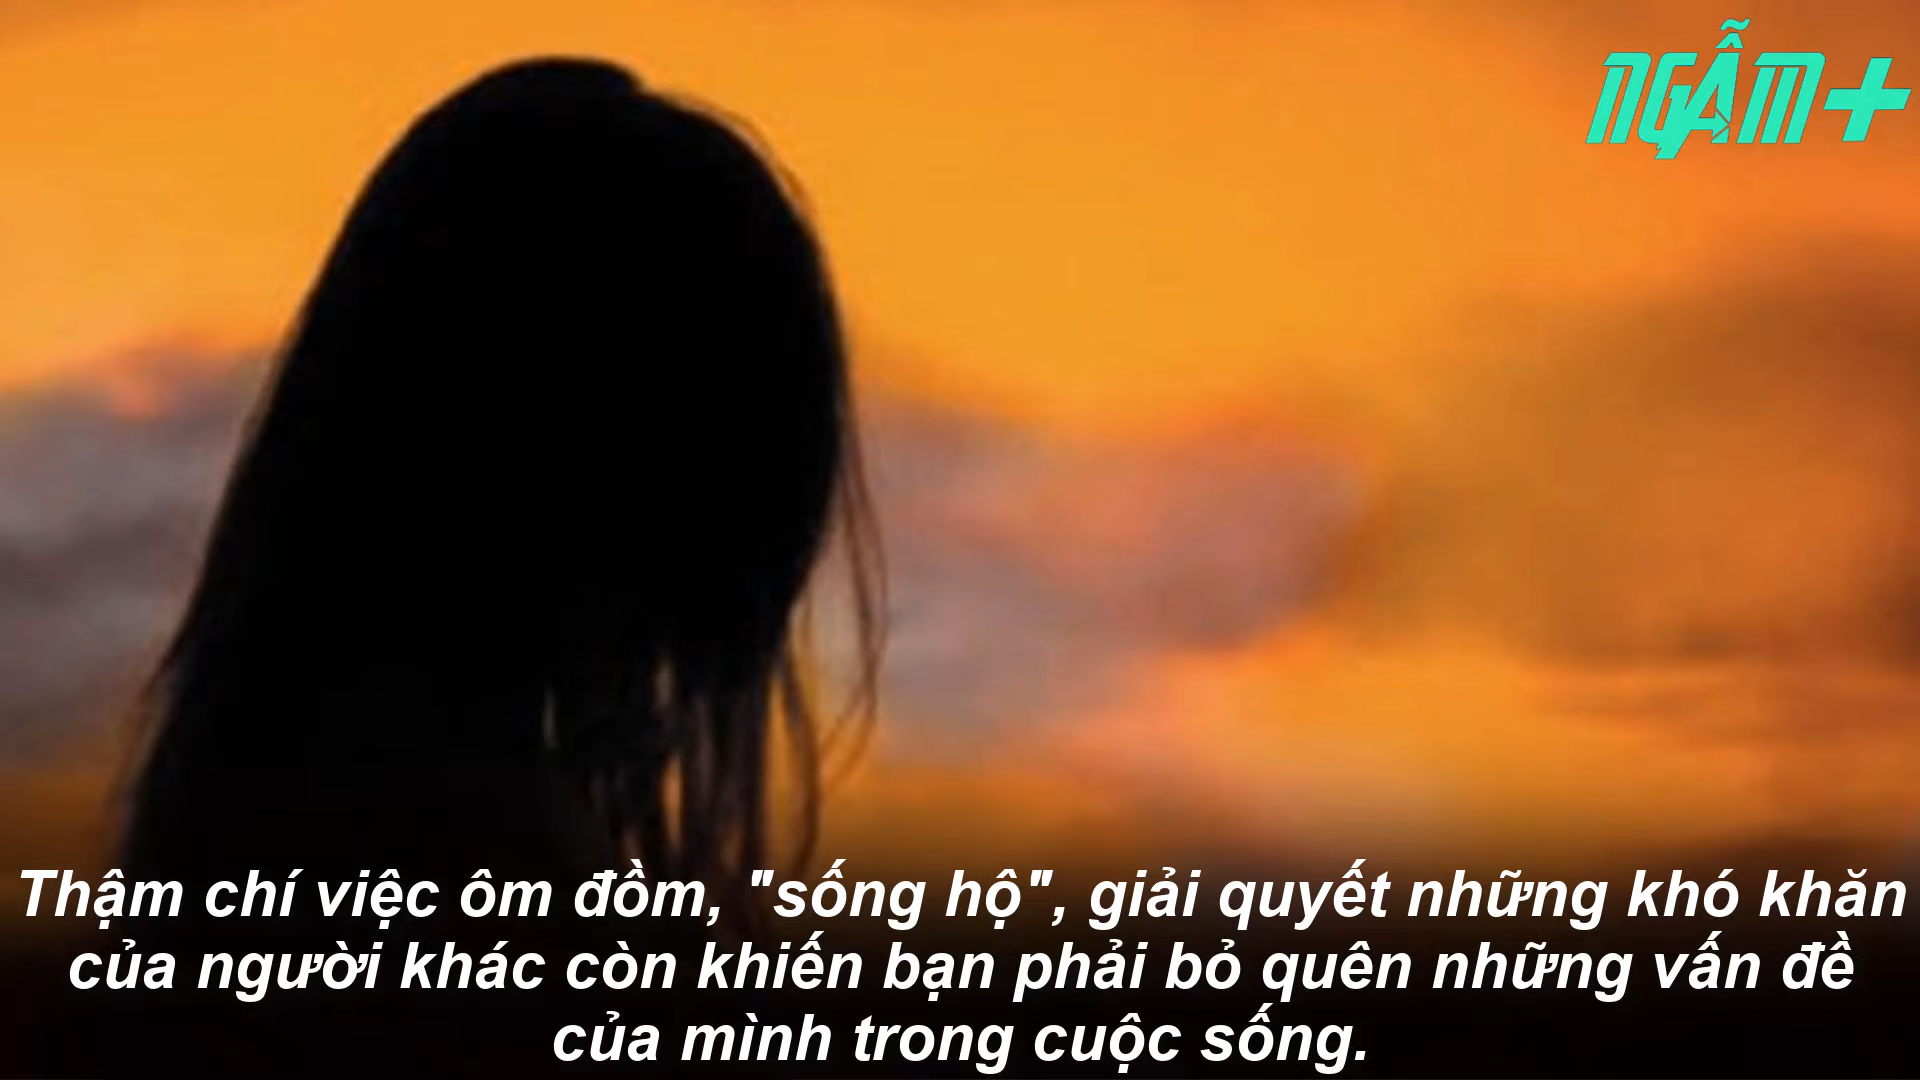 NGẪM+
Thậm chí việc ôm đồm, "sống hộ", giải quyết những khó khăn
của người khác còn khiến bạn phải bỏ quên những vấn đề
của mình trong cuộc sống.